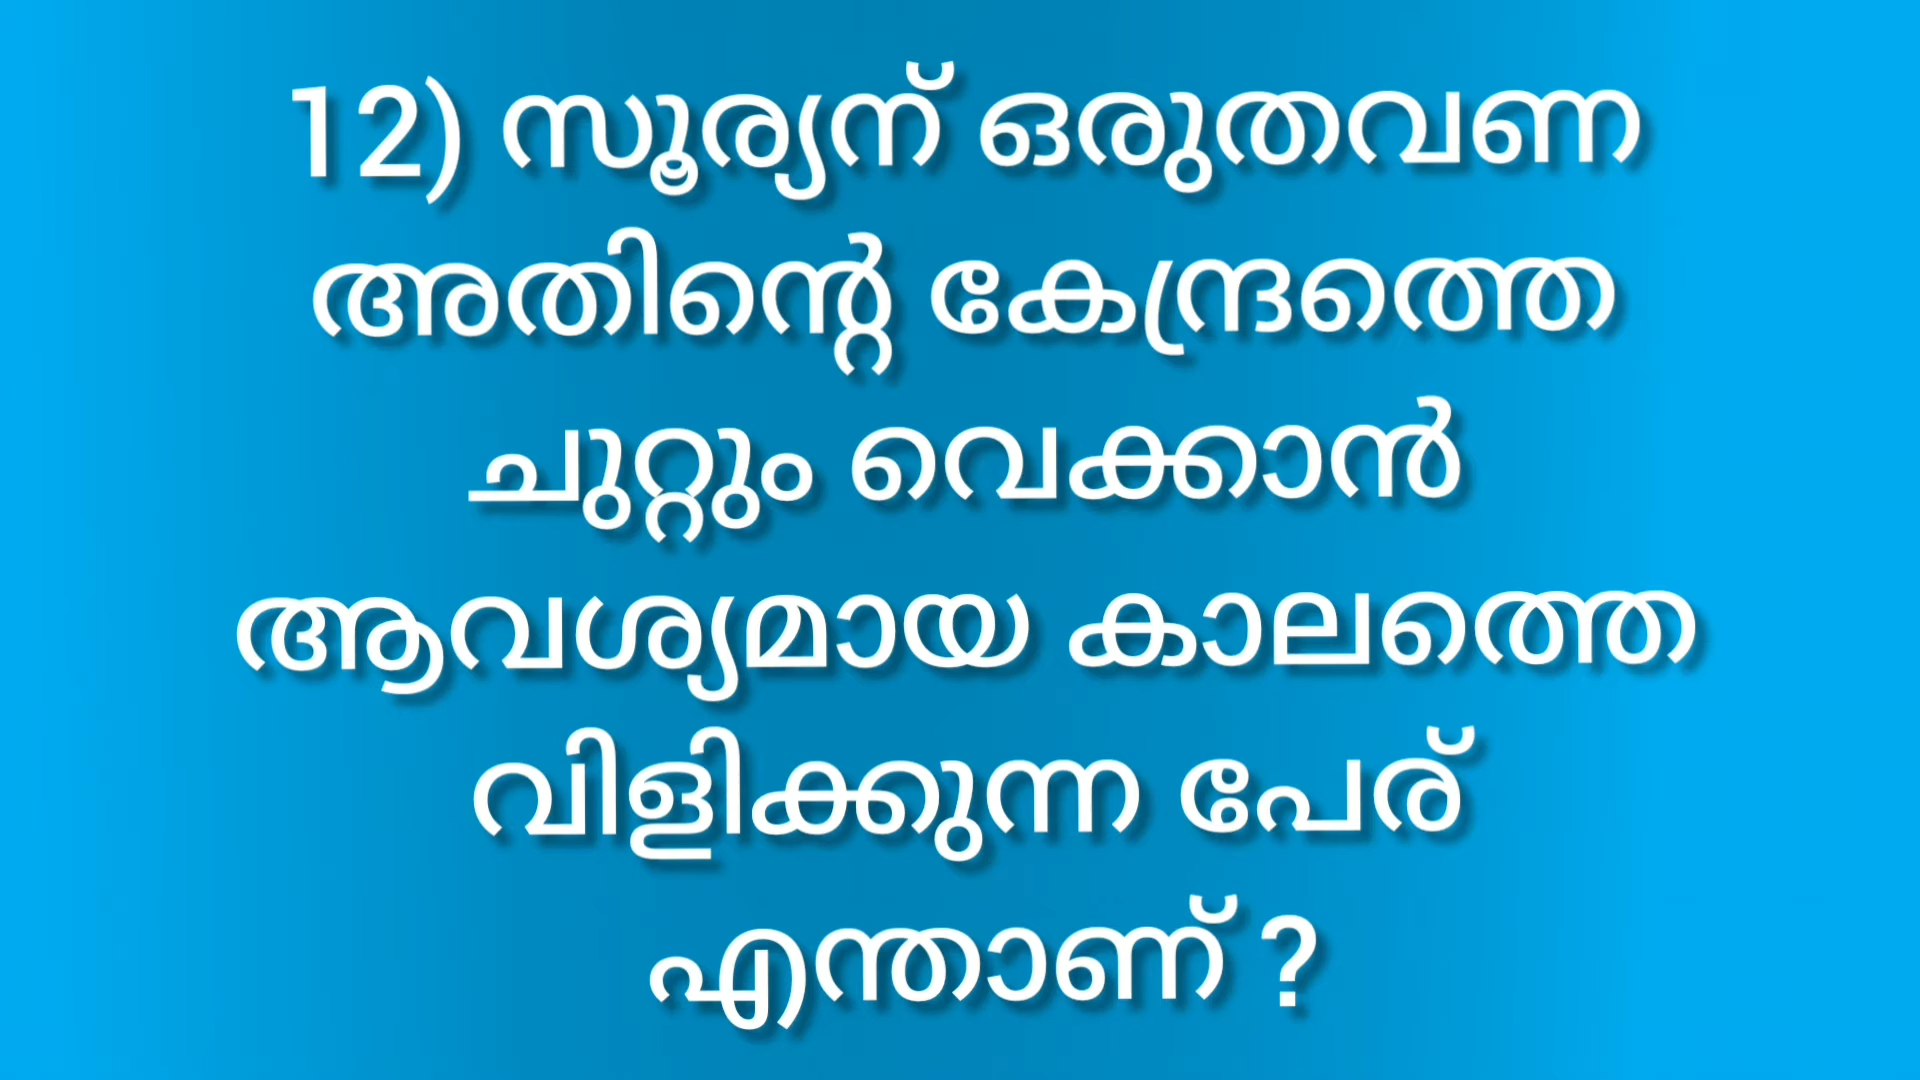 12) സൂര്യന് ഒരുതവണ
അതിന്റെ കേന്ദ്രത്തെ
ചുറ്റും വെക്കാൻ
ആവശ്യമായ കാലത്തെ
വിളിക്കുന്ന പേര്
എന്താണ് ?